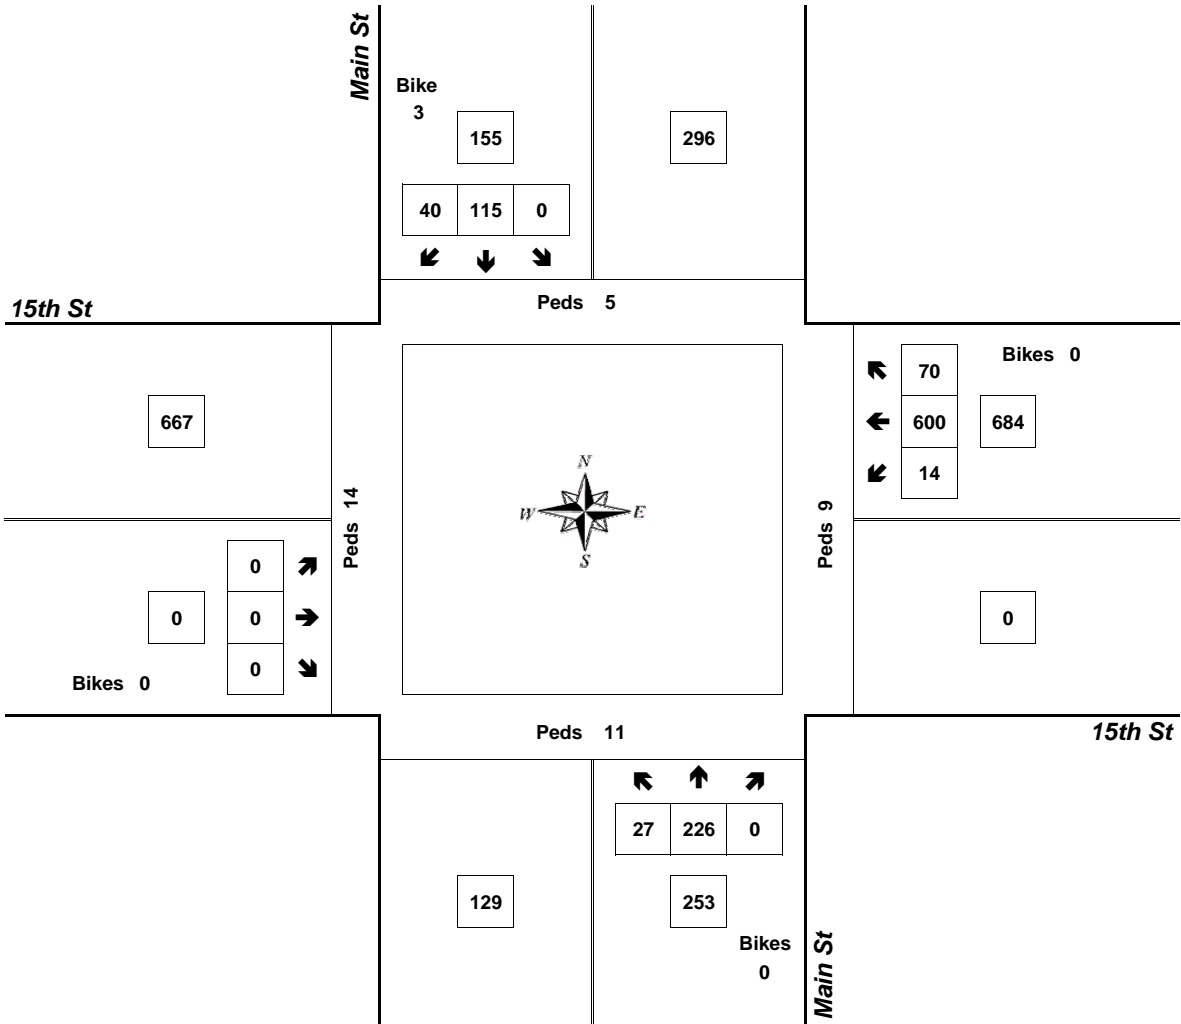 Main St
Bike
3
155
296
40 115 0
Peds 5
15th St
Bikes 0
70
667
600 684
14
N
W E
S
Peds 14
Peds 9
0
0 0
0
Bikes 0
0
Peds 11
15th St
27 226 0
129
253
Bikes
0
Main St